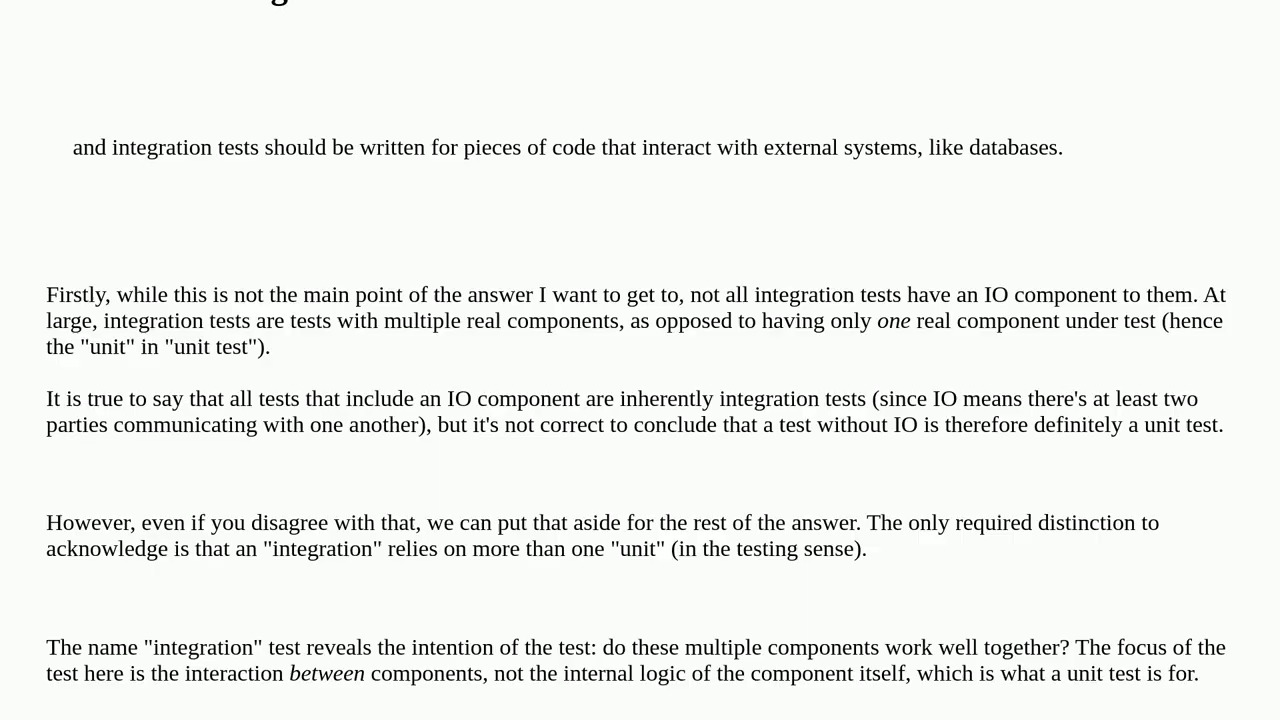 and integration tests should be written for pieces of code that interact with external systems, like databases.
Firstly, while this is not the main point of the answer I want to get to, not all integration tests have an IO component to them. At
large, integration tests are tests with multiple real components, as opposed to having only one real component under test (hence
the "unit" in "unit test").
It is true to say that all tests that include an IO component are inherently integration tests (since IO means there's at least two
parties communicating with one another), but it's not correct to conclude that a test without IO is therefore definitely a unit test.
However, even if you disagree with that, we can put that aside for the rest of the answer. The only required distinction to
acknowledge is that an "integration" relies on more than one "unit" (in the testing sense).
The name "integration" test reveals the intention of the test: do these multiple components work well together? The focus of the
test here is the interaction between components, not the internal logic of the component itself, which is what a unit test is for.